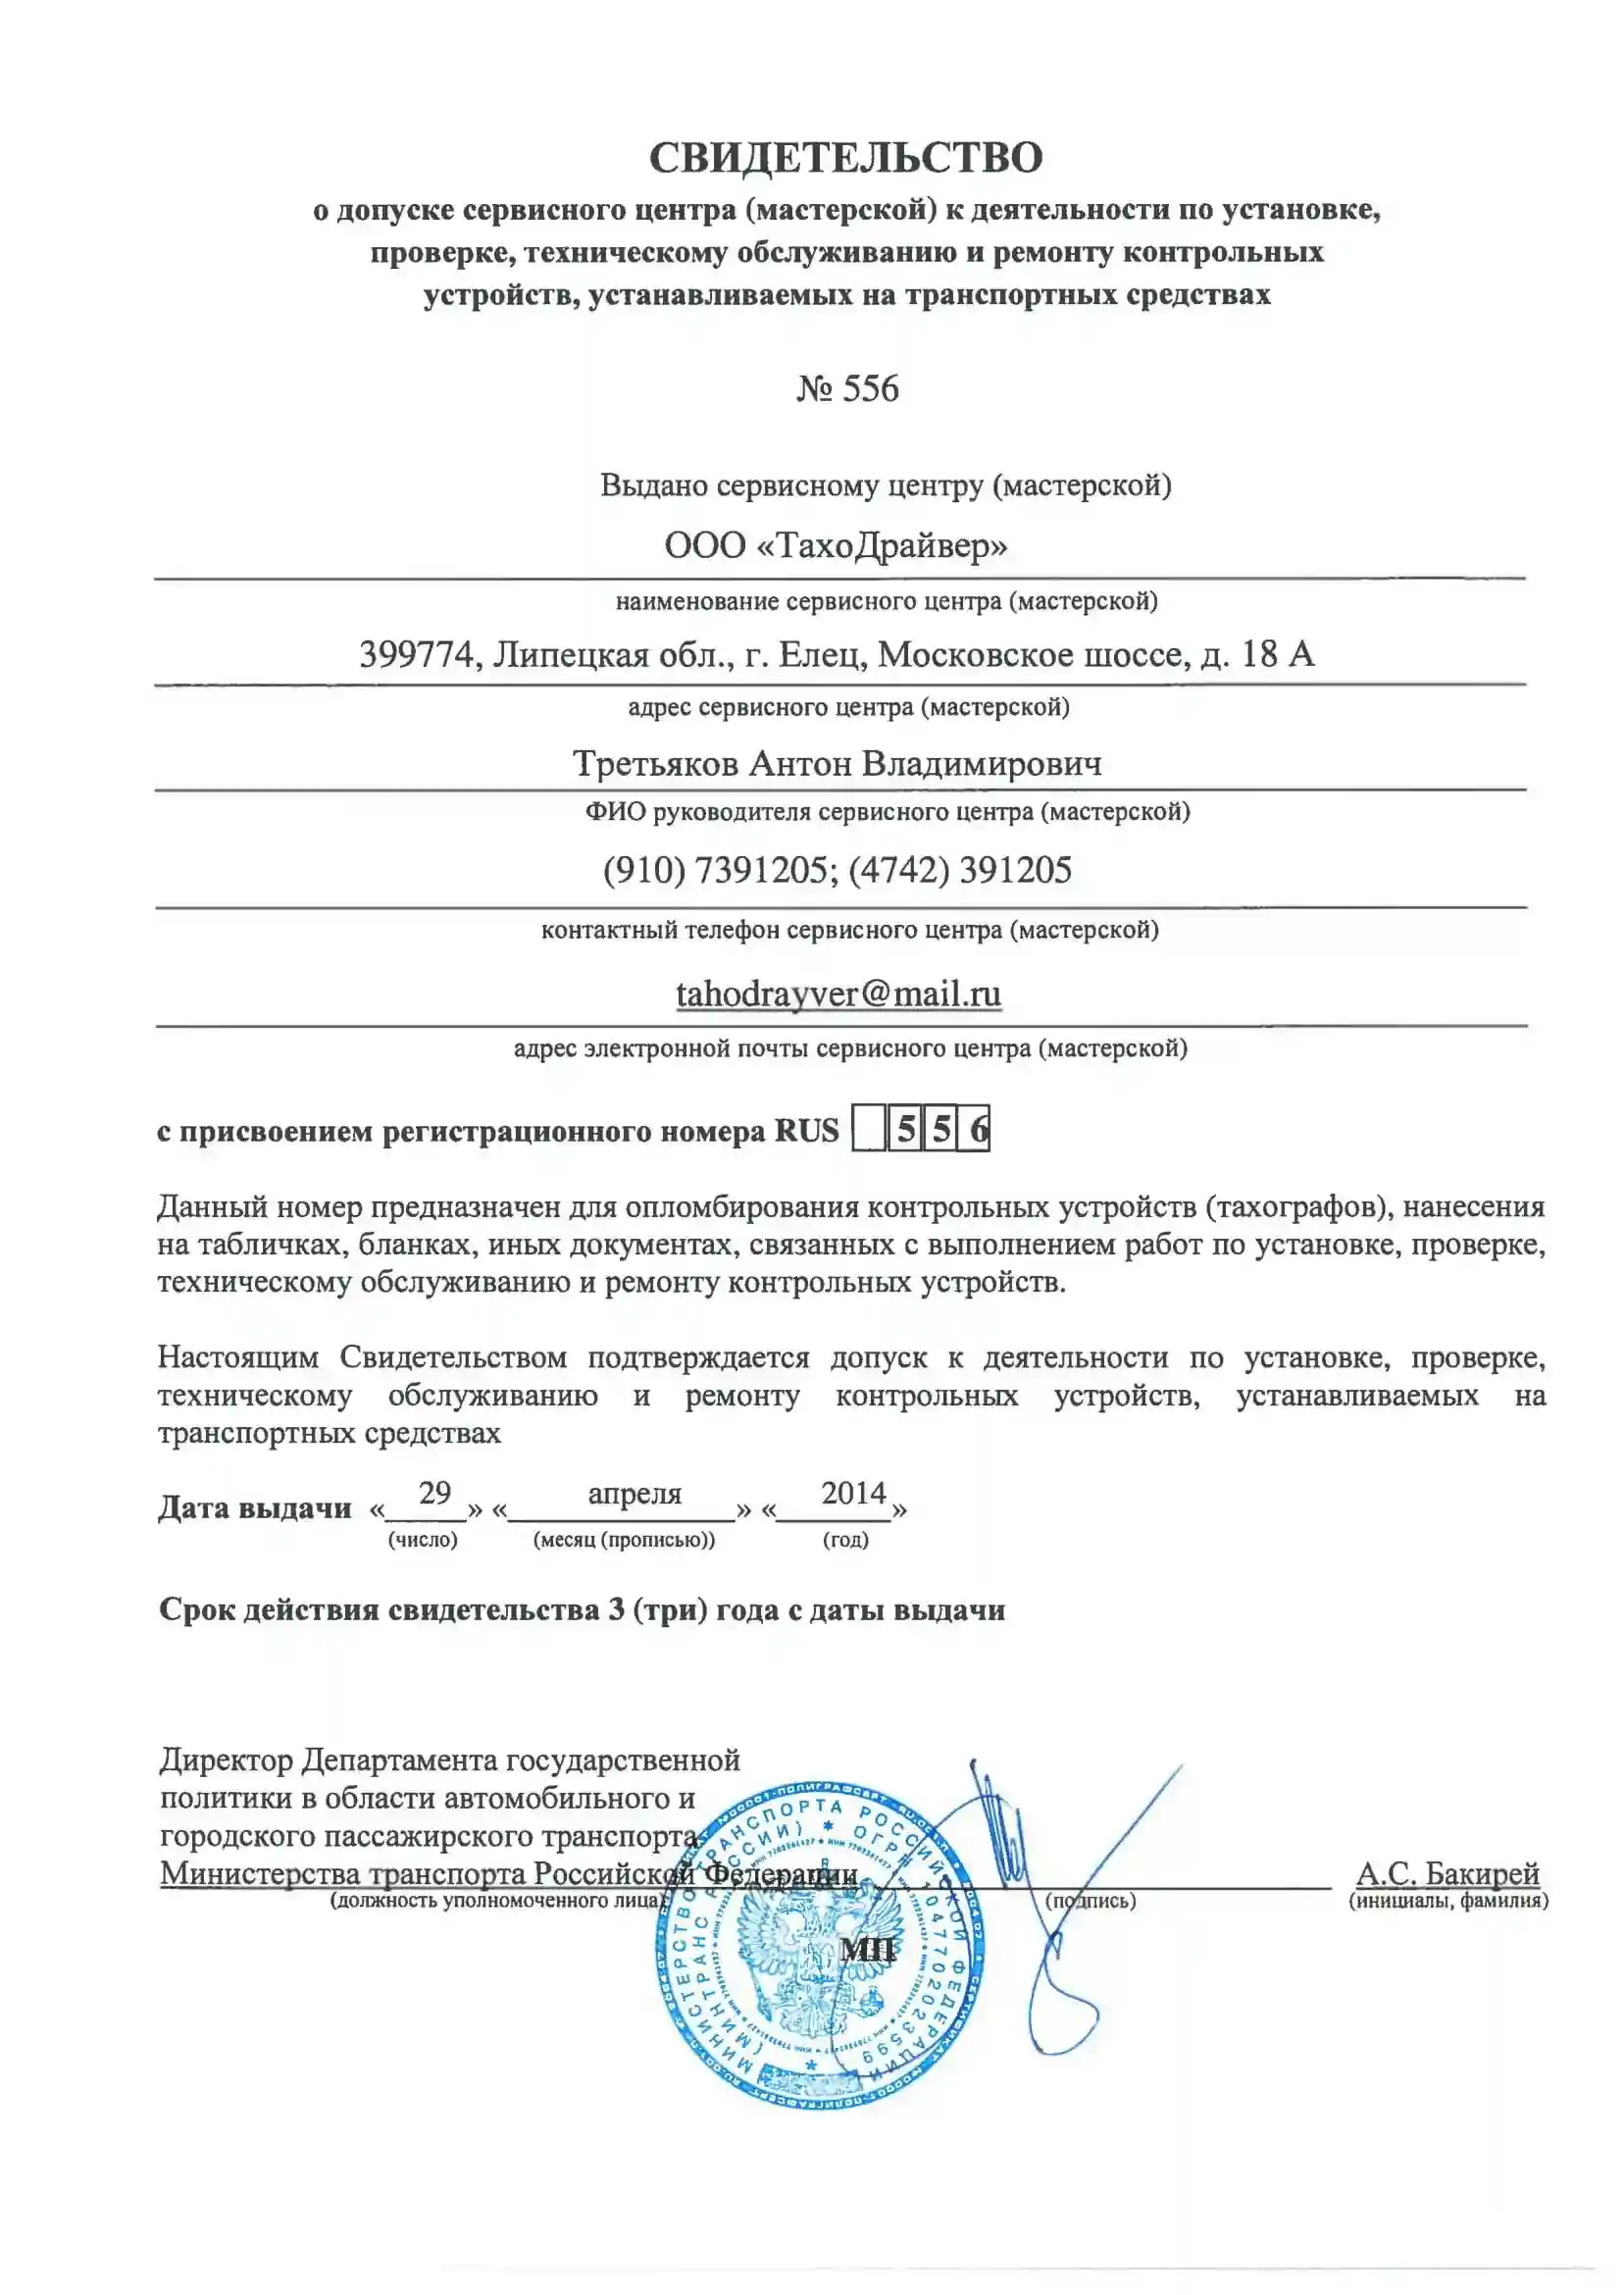 СВИДЕТЕЛЬСТВО
о допуске сервисного центра (мастерской) к деятельности по установке,
проверке, техническому обслуживанию и ремонту контрольных
устройств, устанавливаемых на транспортных средствах
№ 556
Выдано сервисному центру (мастерской)
ООО «ТахоДрайвер»
наименование сервисного центра (мастерской)
399774, Липецкая обл., г. Елец, Московское шоссе, д. 18 А
адрес сервисного центра (мастерской)
Третьяков Антон Владимирович
ФИО руководителя сервисного центра (мастерской)
(910) 7391205; (4742) 391205
контактный телефон сервисного центра (мастерской)
tahodrayver@mail.ru
адрес электронной почты сервисного центра (мастерской)
с присвоением регистрационного номера RUS 5 5 6
Данный номер предназначен для опломбирования контрольных устройств (тахографов), нанесения
на табличках, бланках, иных документах, связанных с выполнением работ по установке, проверке,
техническому обслуживанию и ремонту контрольных устройств.
Настоящим Свидетельством подтверждается допуск к деятельности по установке, проверке,
техническому обслуживанию и ремонту контрольных устройств, устанавливаемых на
транспортных средствах
Дата выдачи « 29 » « апреля » « 2014 »
(число) (месяц (прописью)) (год)
Срок действия свидетельства 3 (три) года с даты выдачи
Директор Департамента государственной
политики в области автомобильного и
городского пассажирского транспорта
Министерства транспорта Российской Федерации А.С. Бакирей
(должность уполномоченного лица) (подпись) (инициалы, фамилия)
МП
МИНИСТЕРСТВО ТРАНСПОРТА РОССИЙСКОЙ ФЕДЕРАЦИИ
(МИНТРАНС РОССИИ) * ОГРН 1047702023599